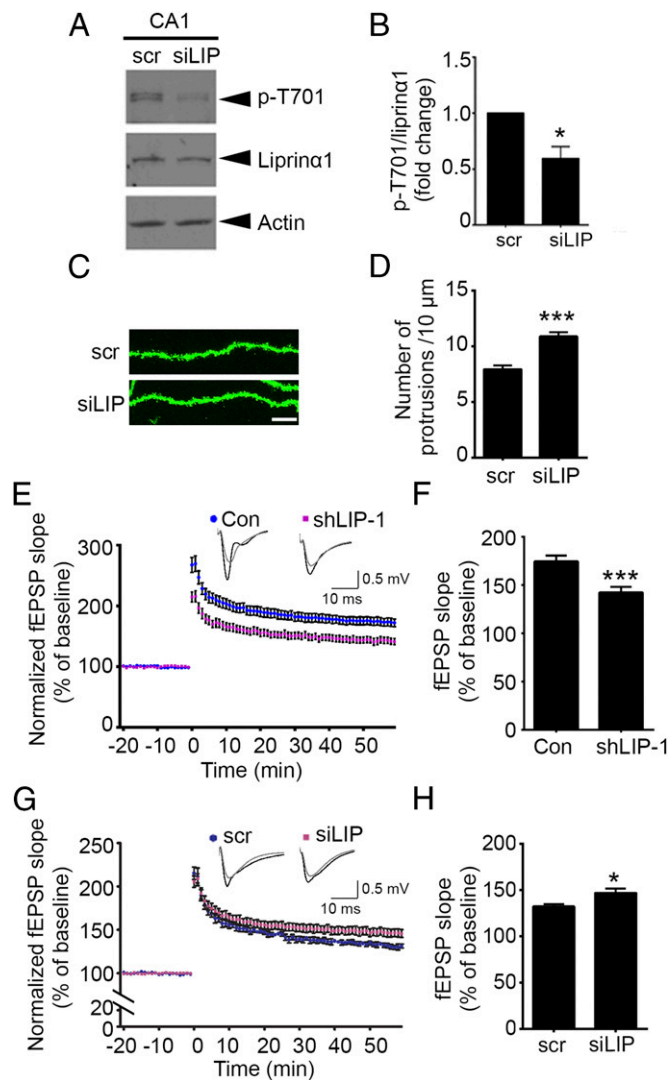 A
CA1
scr siLIP
p-T701
Liprinα1
Actin
B
p-T701/liprinα1
(fold change)
1.5
1.0
0.5
0
*
scr siLIP
C
scr
siLIP
D
Number of
protrusions /10 µm
15
10
5
0
***
scr siLIP
E
Normalized fEPSP slope
(% of baseline)
300
200
100
0
Con shLIP-1
0.5 mV
10 ms
-20 -10 0 10 20 30 40 50
Time (min)
F
fEPSP slope
(% of baseline)
200
150
100
50
0
***
Con shLIP-1
G
Normalized fEPSP slope
(% of baseline)
250
200
150
100
20
0
scr siLIP
0.5 mV
10 ms
-20 -10 0 10 20 30 40 50
Time (min)
H
fEPSP slope
(% of baseline)
200
150
100
50
0
*
scr siLIP